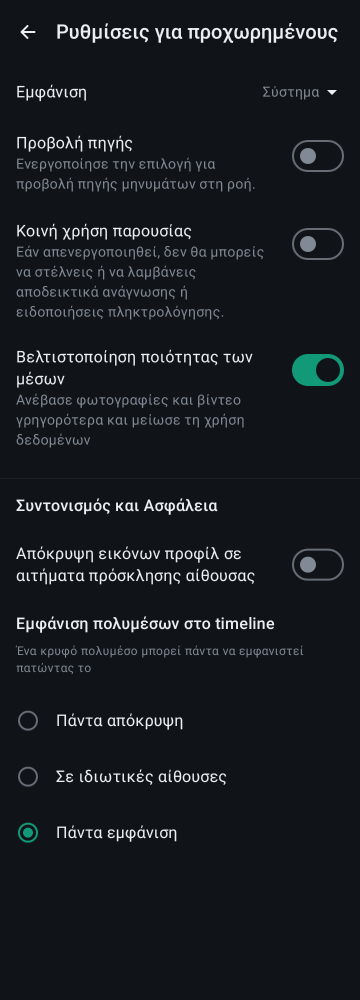 Ρυθμίσεις για προχωρημένους
Εμφάνιση
Σύστημα
Προβολή πηγής
Ενεργοποίησε την επιλογή για
προβολή πηγής μηνυμάτων στη ροή.
Κοινή χρήση παρουσίας
Εάν απενεργοποιηθεί, δεν θα μπορείς
να στέλνεις ή να λαμβάνεις
αποδεικτικά ανάγνωσης ή
ειδοποιήσεις πληκτρολόγησης.
Βελτιστοποίηση ποιότητας των
μέσων
Ανέβασε φωτογραφίες και βίντεο
γρηγορότερα και μείωσε τη χρήση
δεδομένων
Συντονισμός και Ασφάλεια
Απόκρυψη εικόνων προφίλ σε
αιτήματα πρόσκλησης αίθουσας
Εμφάνιση πολυμέσων στο timeline
Ένα κρυφό πολυμέσο μπορεί πάντα να εμφανιστεί
πατώντας το
Πάντα απόκρυψη
Σε ιδιωτικές αίθουσες
Πάντα εμφάνιση